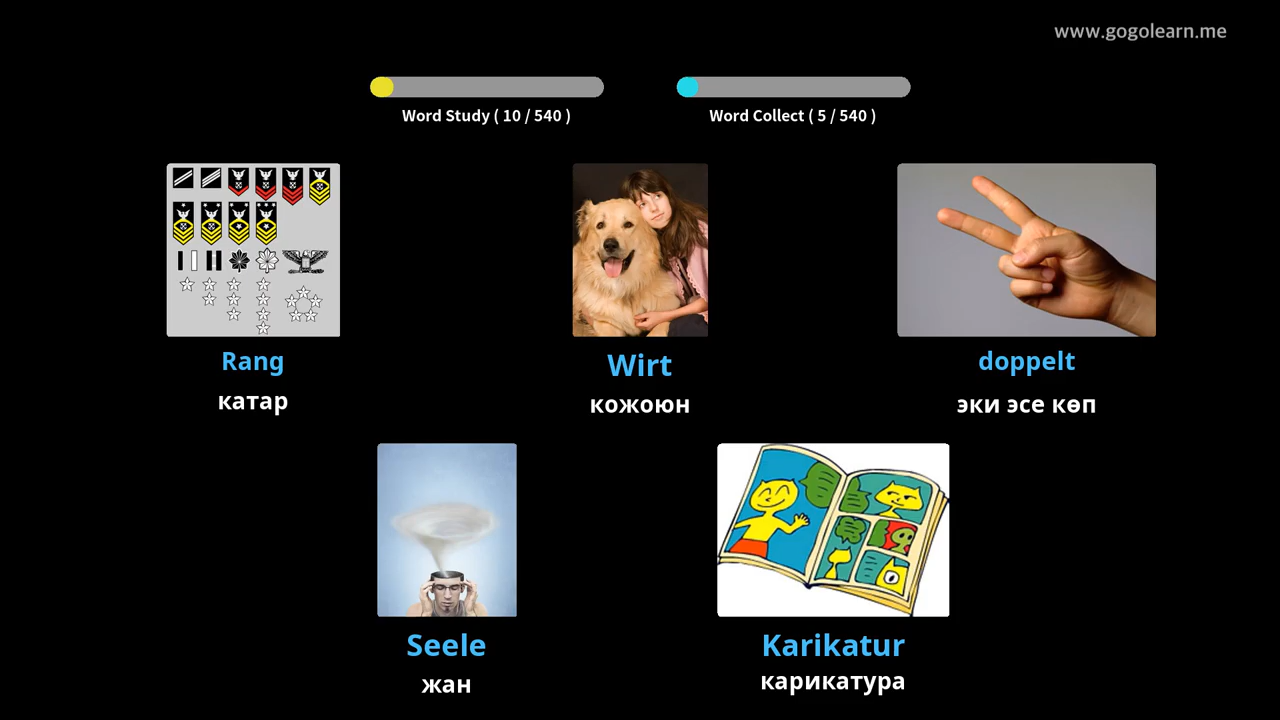 www.gogolearn.me
Word Study ( 10 / 540 )
Word Collect ( 5 / 540 )
Rang
катар
Wirt
кожоюн
doppelt
эки эсе көп
Seele
жан
Karikatur
карикатура